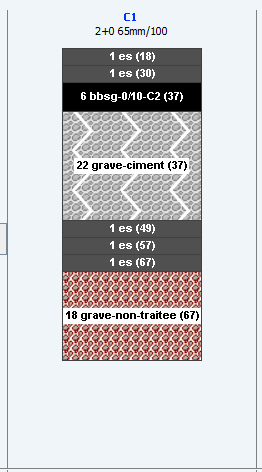 C1
2+0 65mm/100
1 es (18)
1 es (30)
6 bbsg-0/10-C2 (37)
22 grave-ciment (37)
1 es (49)
1 es (57)
1 es (67)
18 grave-non-traitee (67)